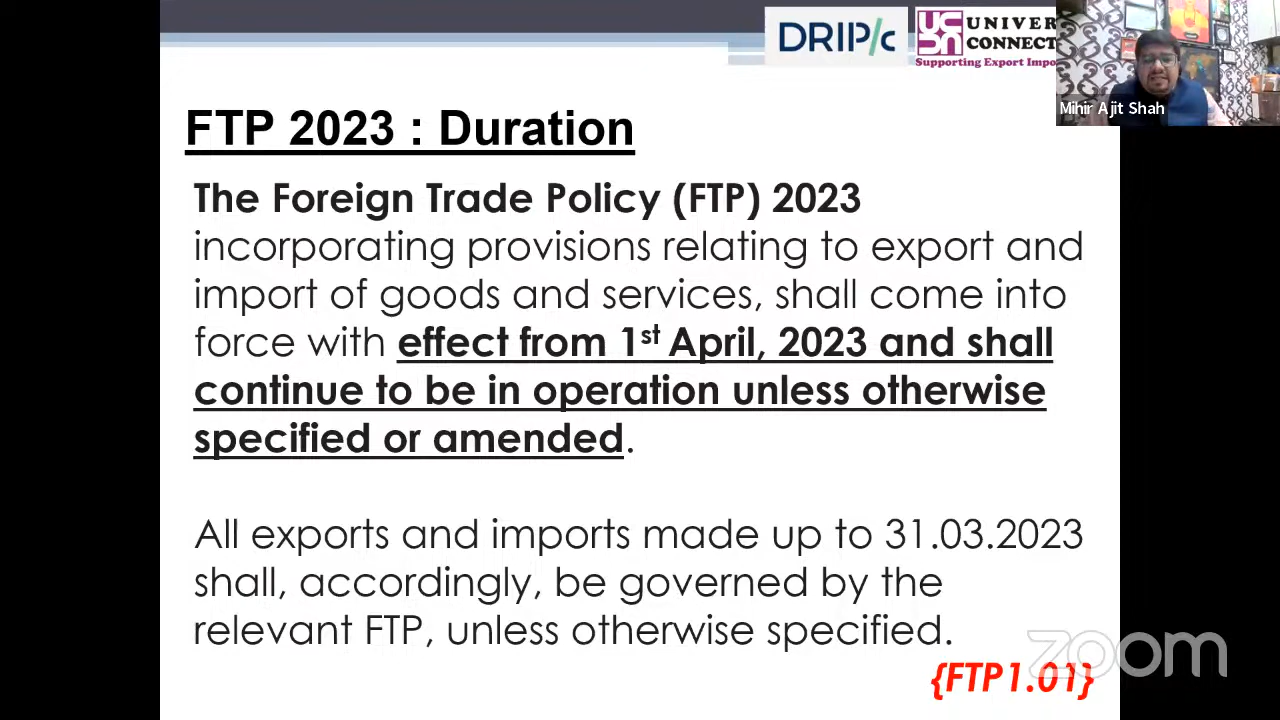 DRIP/c
UNIVER
CONNECT
Supporting Export Impo
Mihir Ajit Shah
FTP 2023 : Duration
The Foreign Trade Policy (FTP) 2023
incorporating provisions relating to export and
import of goods and services, shall come into
force with effect from 1st April, 2023 and shall
continue to be in operation unless otherwise
specified or amended.
All exports and imports made up to 31.03.2023
shall, accordingly, be governed by the
relevant FTP, unless otherwise specified.
zoom
{FTP1.01}